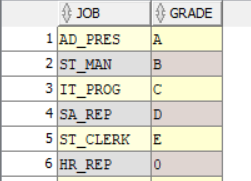 JOB GRADE
1 AD_PRES A
2 ST_MAN B
3 IT_PROG C
4 SA_REP D
5 ST_CLERK E
6 HR_REP 0